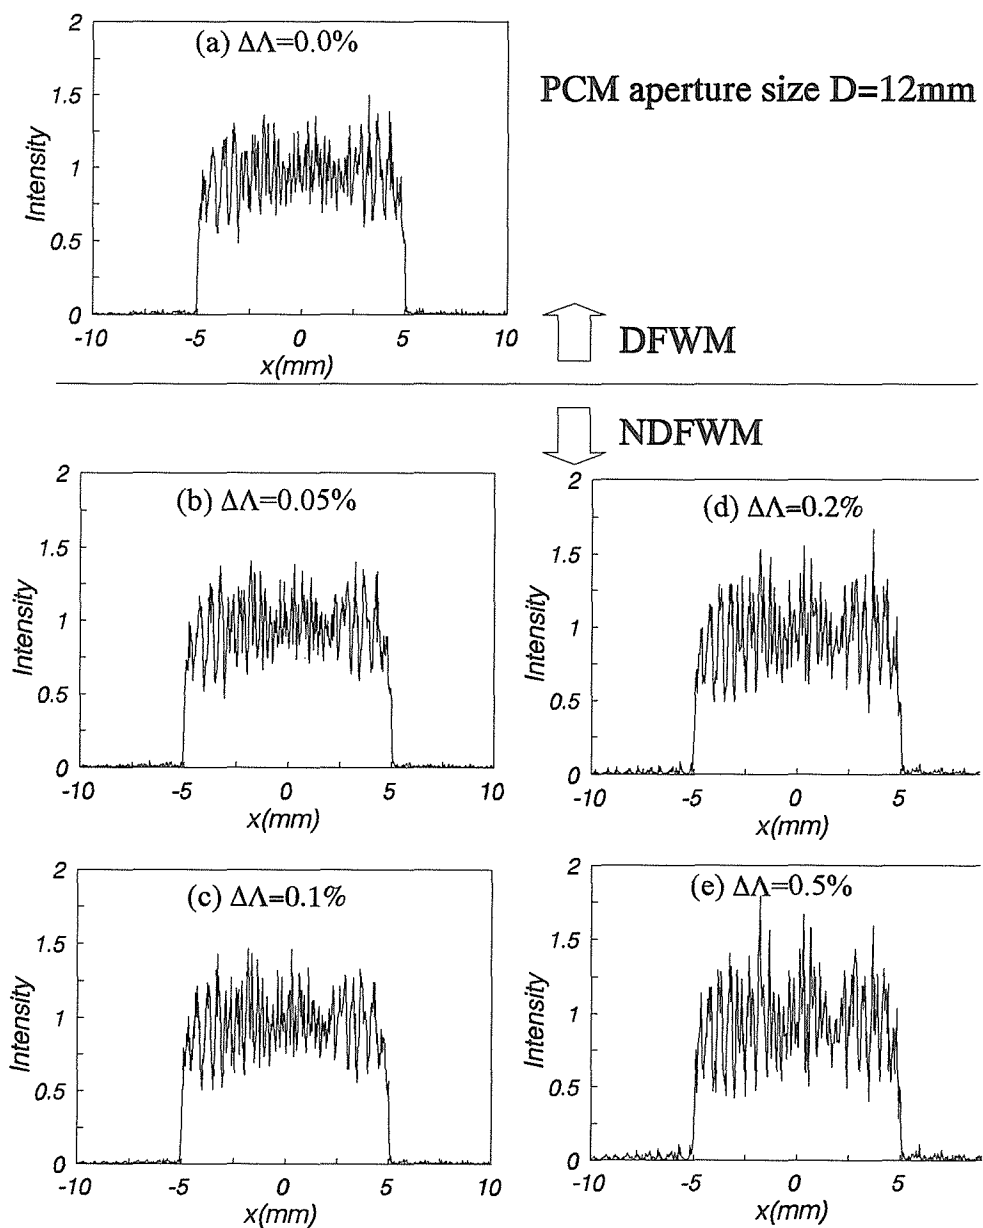 2
(a) ΔΛ=0.0%
PCM aperture size D=12mm
1.5
1
0.5
0
Intensity
-10
-5
0
5
10
x(mm)
DFWM
NDFWM
2
(b) ΔΛ=0.05%
1.5
1
0.5
0
Intensity
-10
-5
0
5
10
x(mm)
2
(d) ΔΛ=0.2%
1.5
1
0.5
0
Intensity
-10
-5
0
5
x(mm)
2
(c) ΔΛ=0.1%
1.5
1
0.5
0
Intensity
-10
-5
0
5
10
x(mm)
2
(e) ΔΛ=0.5%
1.5
1
0.5
0
Intensity
-10
-5
0
5
x(mm)